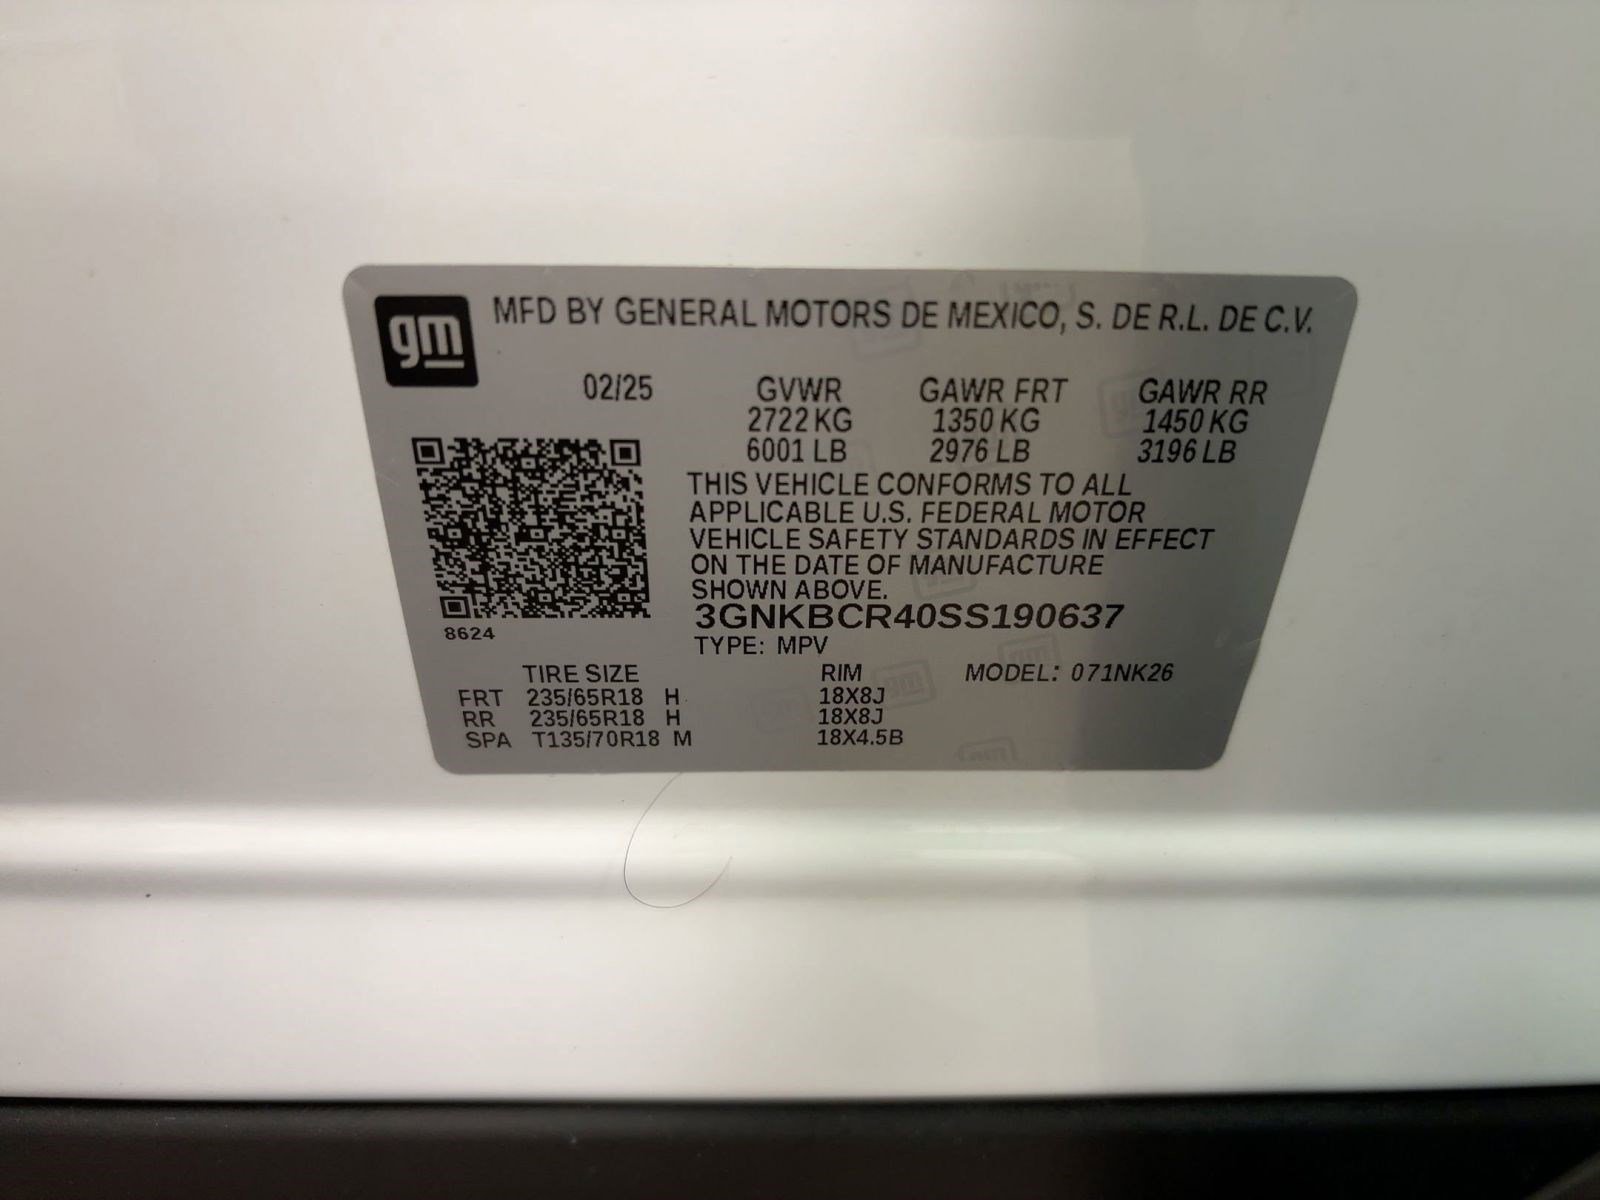 gm
MFD BY GENERAL MOTORS DE MEXICO, S. DE R.L. DE C.V.
02/25 GVWR GAWR FRT GAWR RR
2722 KG 1350 KG 1450 KG
6001 LB 2976 LB 3196 LB
THIS VEHICLE CONFORMS TO ALL
APPLICABLE U.S. FEDERAL MOTOR
VEHICLE SAFETY STANDARDS IN EFFECT
ON THE DATE OF MANUFACTURE
SHOWN ABOVE.
3GNKBCR40SS190637
8624
TYPE: MPV
TIRE SIZE RIM MODEL: 071NK26
FRT 235/65R18 H 18X8J
RR 235/65R18 H 18X8J
SPA T135/70R18 M 18X4.5B